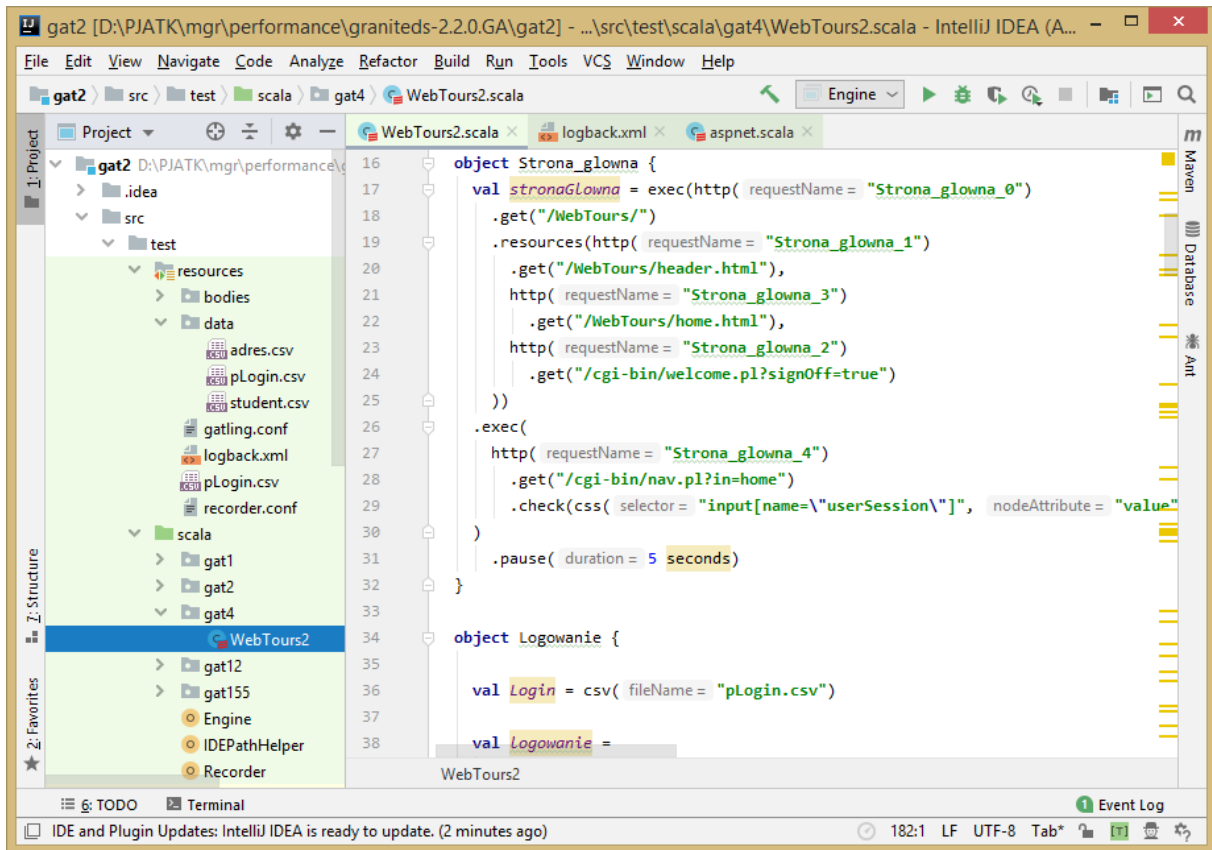 gat2 [D:\PJATK\mgr\performance\graniteds-2.2.0.GA\gat2] - ...\src\test\scala\gat4\WebTours2.scala - IntelliJ IDEA (A...
File Edit View Navigate Code Analyze Refactor Build Run Tools VCS Window Help
gat2 src test scala gat4 WebTours2.scala Engine
Project
WebTours2.scala logback.xml aspnet.scala
1: Project
7: Structure
2: Favorites
gat2 D:\PJATK\mgr\performance\g
.idea
src
test
resources
bodies
data
adres.csv
pLogin.csv
student.csv
gatling.conf
logback.xml
pLogin.csv
recorder.conf
scala
gat1
gat2
gat4
WebTours2
gat12
gat155
Engine
IDEPathHelper
Recorder
16 object Strona_glowna {
17 val stronaGlowna = exec(http( requestName = "Strona_glowna_0")
18 .get("/WebTours/")
19 .resources(http( requestName = "Strona_glowna_1")
20 .get("/WebTours/header.html"),
21 http( requestName = "Strona_glowna_3")
22 .get("/WebTours/home.html"),
23 http( requestName = "Strona_glowna_2")
24 .get("/cgi-bin/welcome.pl?signOff=true")
25 ))
26 .exec(
27 http( requestName = "Strona_glowna_4")
28 .get("/cgi-bin/nav.pl?in=home")
29 .check(css( selector = "input[name=\"userSession\"]", nodeAttribute = "value"
30 )
31 .pause( duration = 5 seconds)
32 }
33
34 object Logowanie {
35
36 val Login = csv( fileName = "pLogin.csv")
37
38 val logowanie =
WebTours2
Maven
Database
Ant
6: TODO Terminal 1 Event Log
IDE and Plugin Updates: IntelliJ IDEA is ready to update. (2 minutes ago) 182:1 LF UTF-8 Tab* [T]